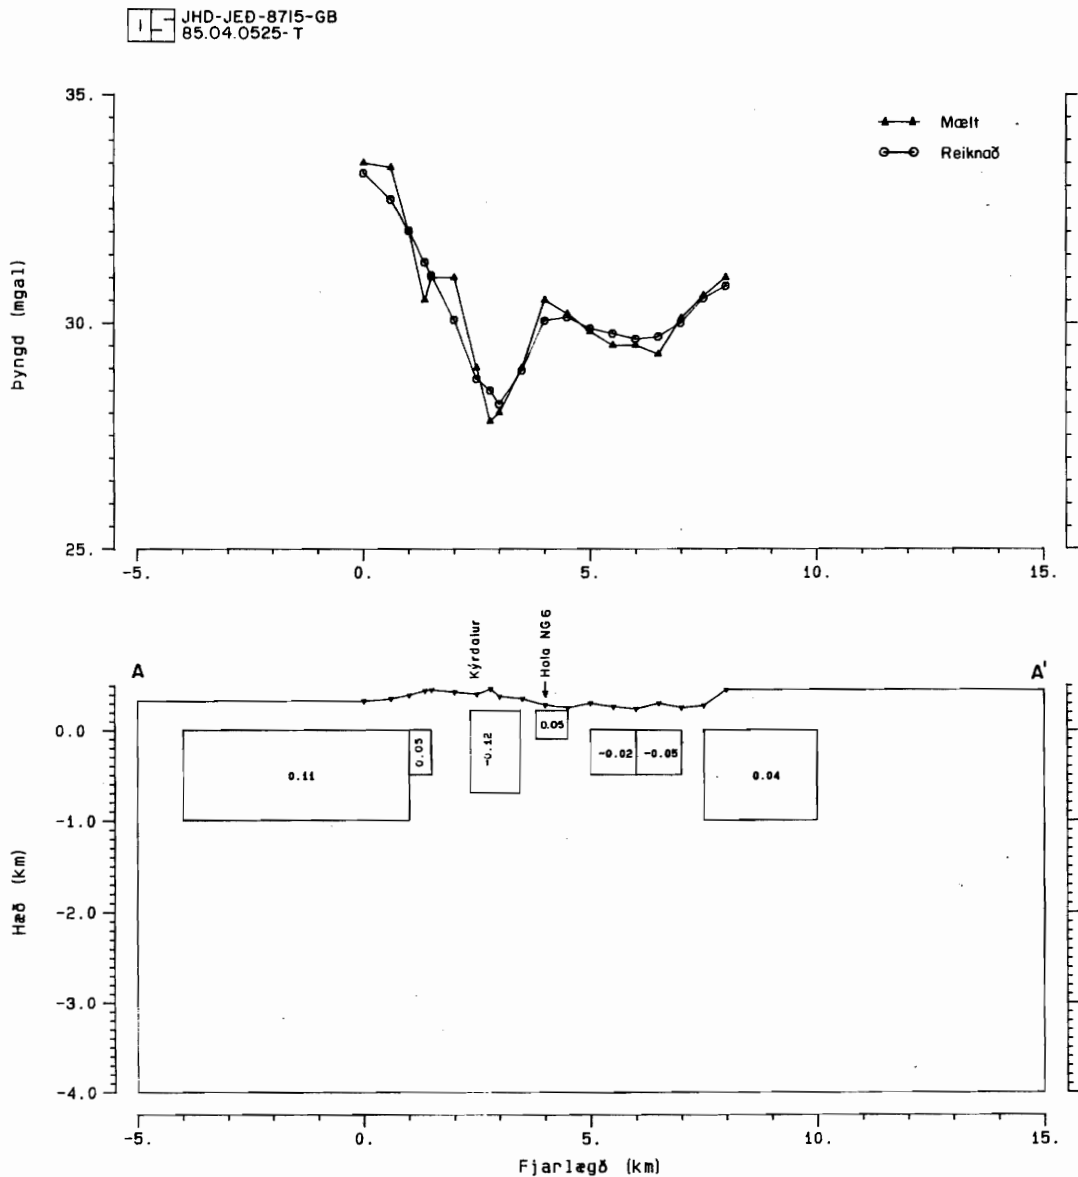 JHD-JEÐ-8715-GB
85.04.0525-T
35.
30.
25.
Þyngd (mgal)
Mælt
Reiknað
-5. 0. 5. 10. 15.
Kýrdalur
Hola NG6
A A'
0.0
-1.0
-2.0
-3.0
-4.0
Hæð (km)
0.11
0.05
-0.12
0.05
-0.02
-0.05
0.04
-5. 0. 5. 10. 15.
Fjarlægð (km)